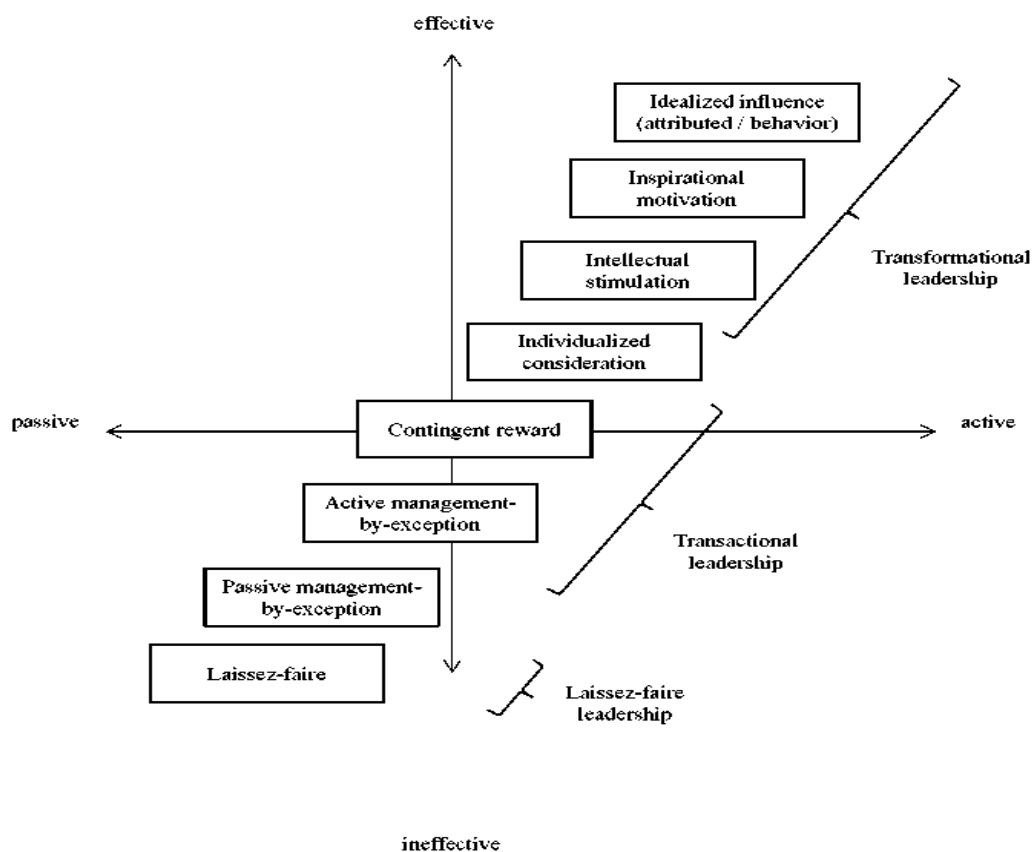 effective
Idealized influence
(attributed / behavior)
Inspirational
motivation
Intellectual
stimulation
Transformational
leadership
Individualized
consideration
passive
Contingent reward
active
Active management-
by-exception
Transactional
leadership
Passive management-
by-exception
Laissez-faire
Laissez-faire
leadership
ineffective